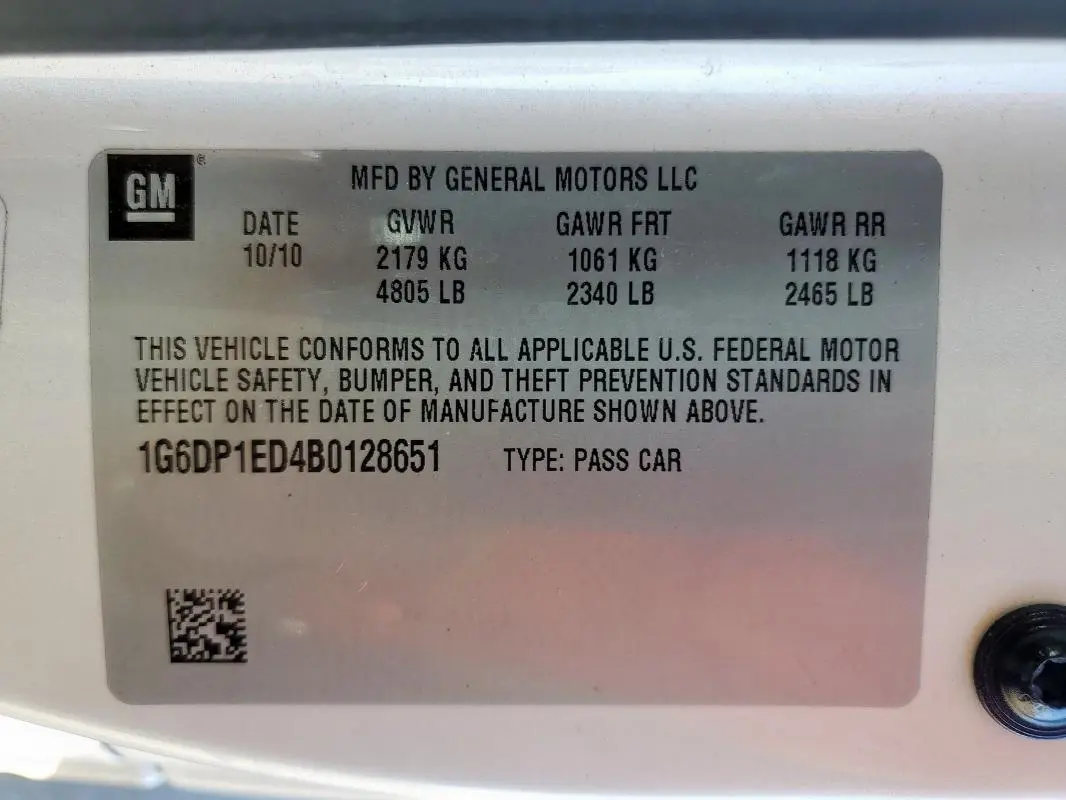 GM ®
MFD BY GENERAL MOTORS LLC
DATE GVWR GAWR FRT GAWR RR
10/10 2179 KG 1061 KG 1118 KG
4805 LB 2340 LB 2465 LB
THIS VEHICLE CONFORMS TO ALL APPLICABLE U.S. FEDERAL MOTOR
VEHICLE SAFETY, BUMPER, AND THEFT PREVENTION STANDARDS IN
EFFECT ON THE DATE OF MANUFACTURE SHOWN ABOVE.
1G6DP1ED4B0128651 TYPE: PASS CAR